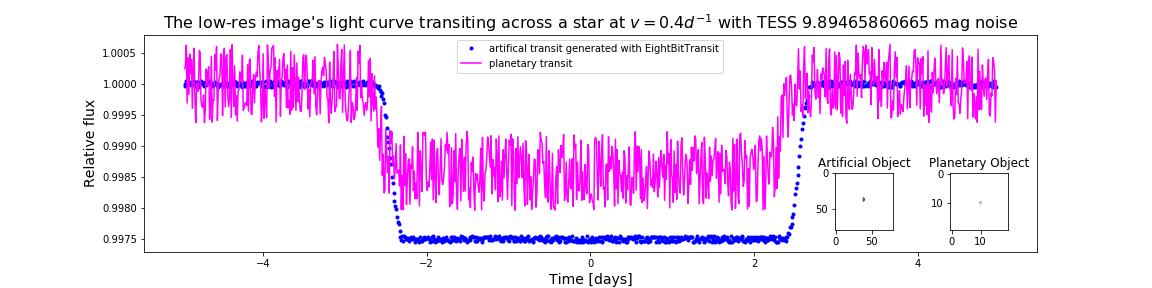 The low-res image's light curve transiting across a star at v = 0.4d⁻¹ with TESS 9.89465860665 mag noise
artifical transit generated with EightBitTransit
planetary transit
Relative flux
1.0005
1.0000
0.9995
0.9990
0.9985
0.9980
0.9975
Artificial Object
0
50
0 50
Planetary Object
0
10
0 10
−4 −2 0 2 4
Time [days]